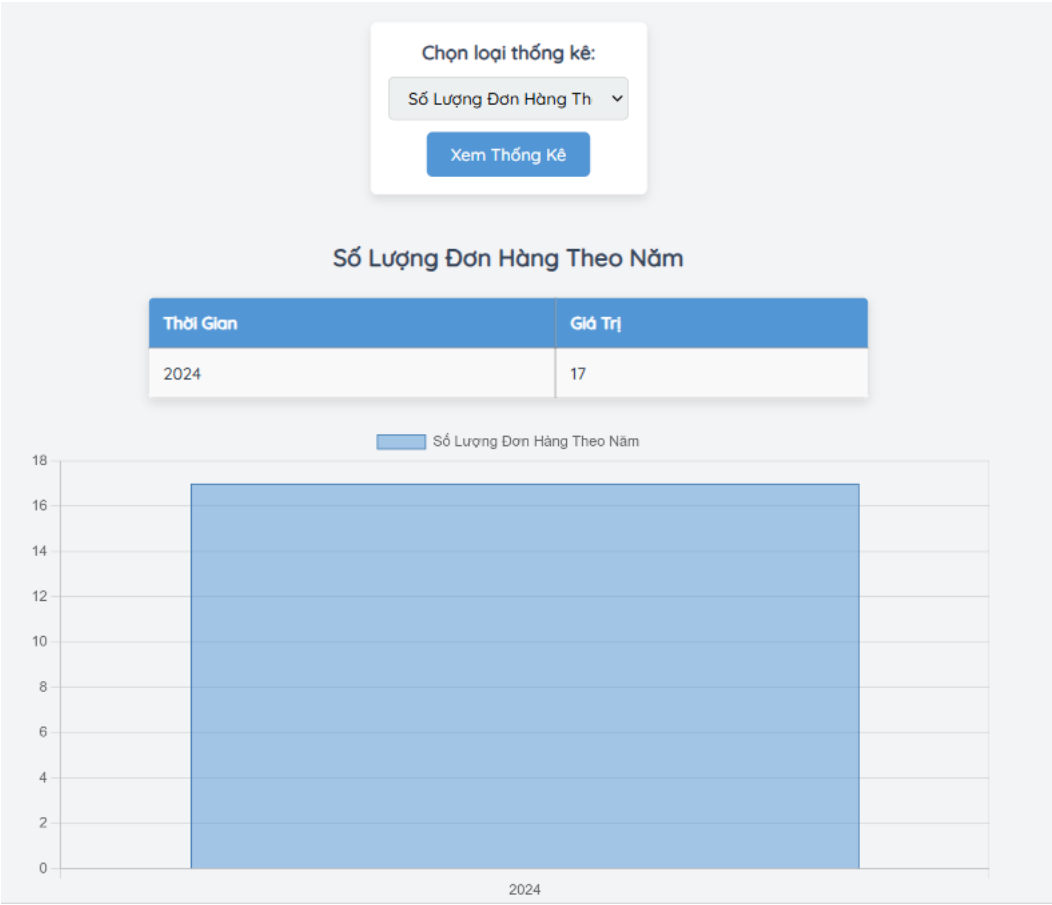 Chọn loại thống kê:
Số Lượng Đơn Hàng Th
Xem Thống Kê
Số Lượng Đơn Hàng Theo Năm
Thời Gian Giá Trị
2024 17
Số Lượng Đơn Hàng Theo Năm
18
16
14
12
10
8
6
4
2
0
2024